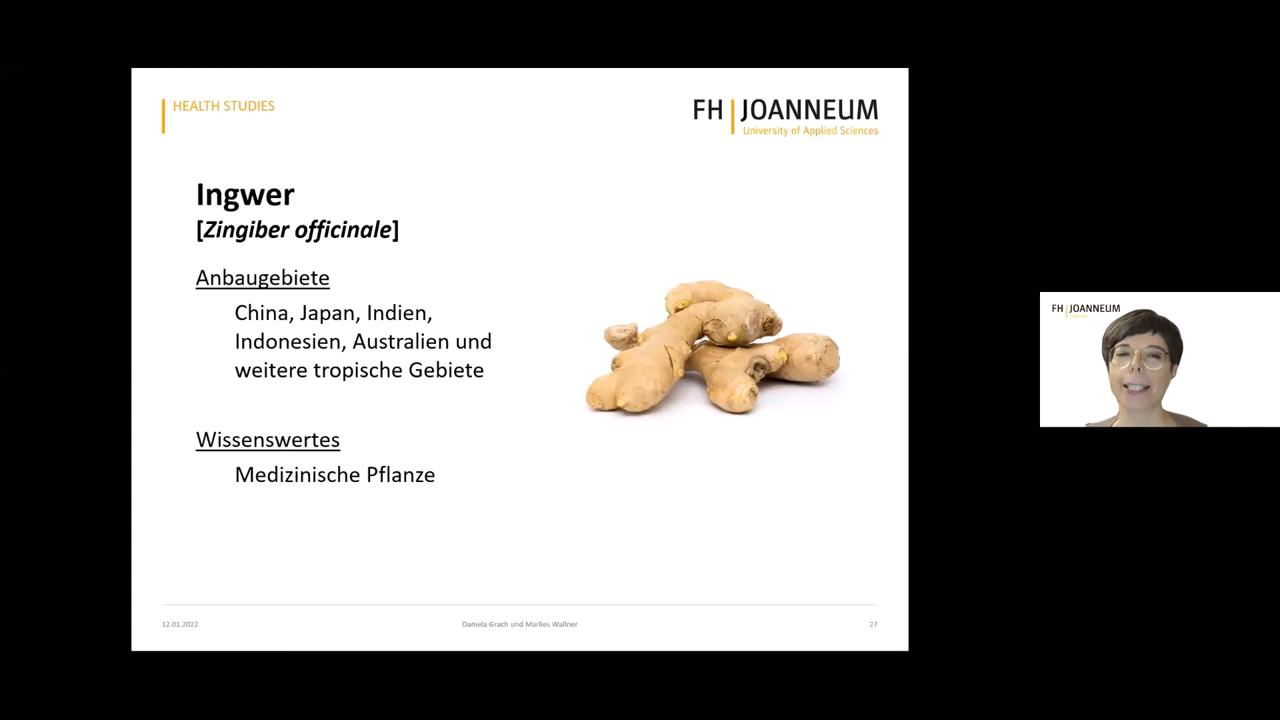 HEALTH STUDIES
FH JOANNEUM
University of Applied Sciences
Ingwer
[Zingiber officinale]
Anbaugebiete
China, Japan, Indien,
Indonesien, Australien und
weitere tropische Gebiete
Wissenswertes
Medizinische Pflanze
12.01.2022
Daniela Grach und Marlies Wallner
27
FH JOANNEUM